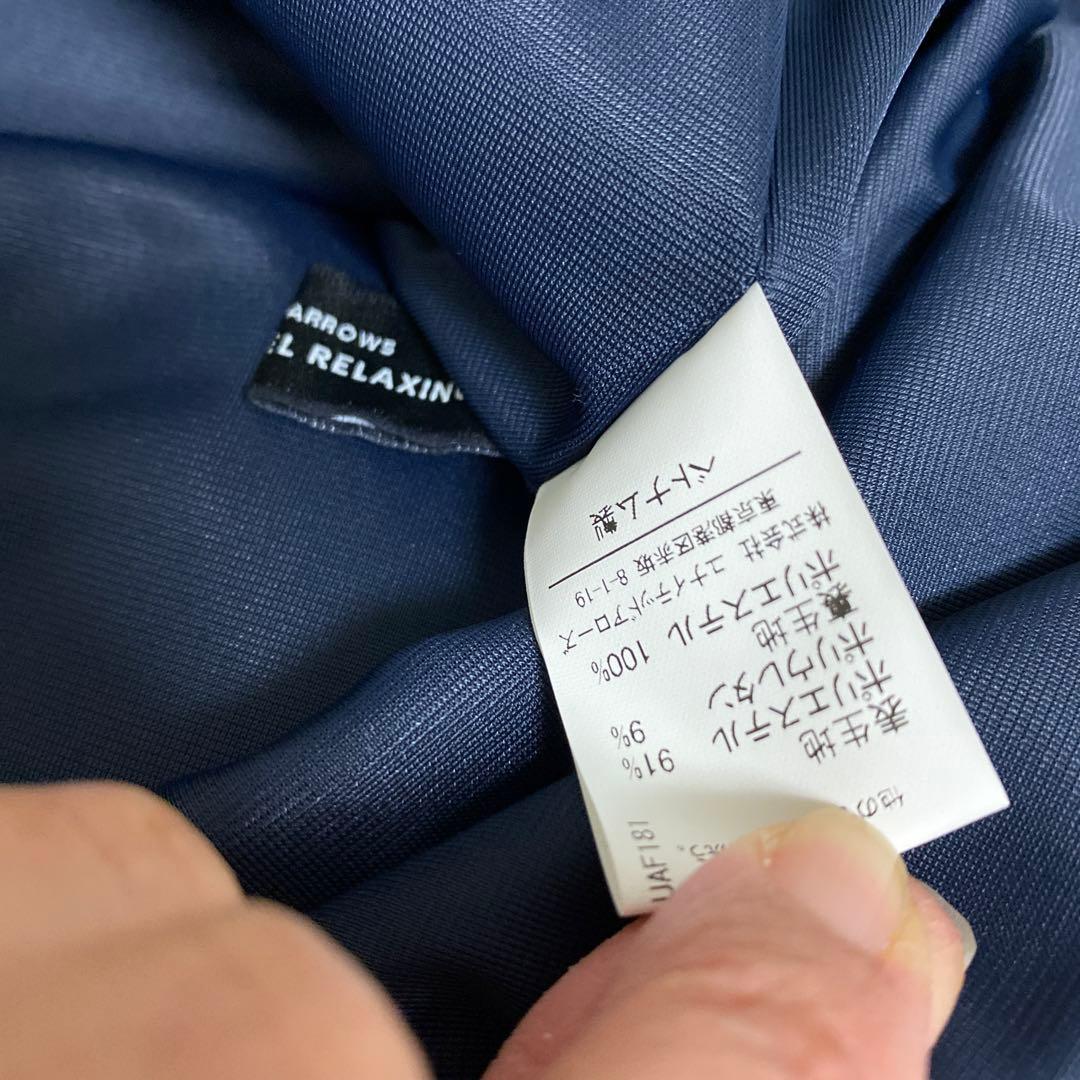 ARROWS
EL RELAXING
他の
UAF181
表生地
ポリエステル 91%
ポリウレタン 9%
裏生地
ポリエステル 100%
株式会社 ユナイテッドアローズ
東京都港区赤坂 8-1-19
ベトナム製